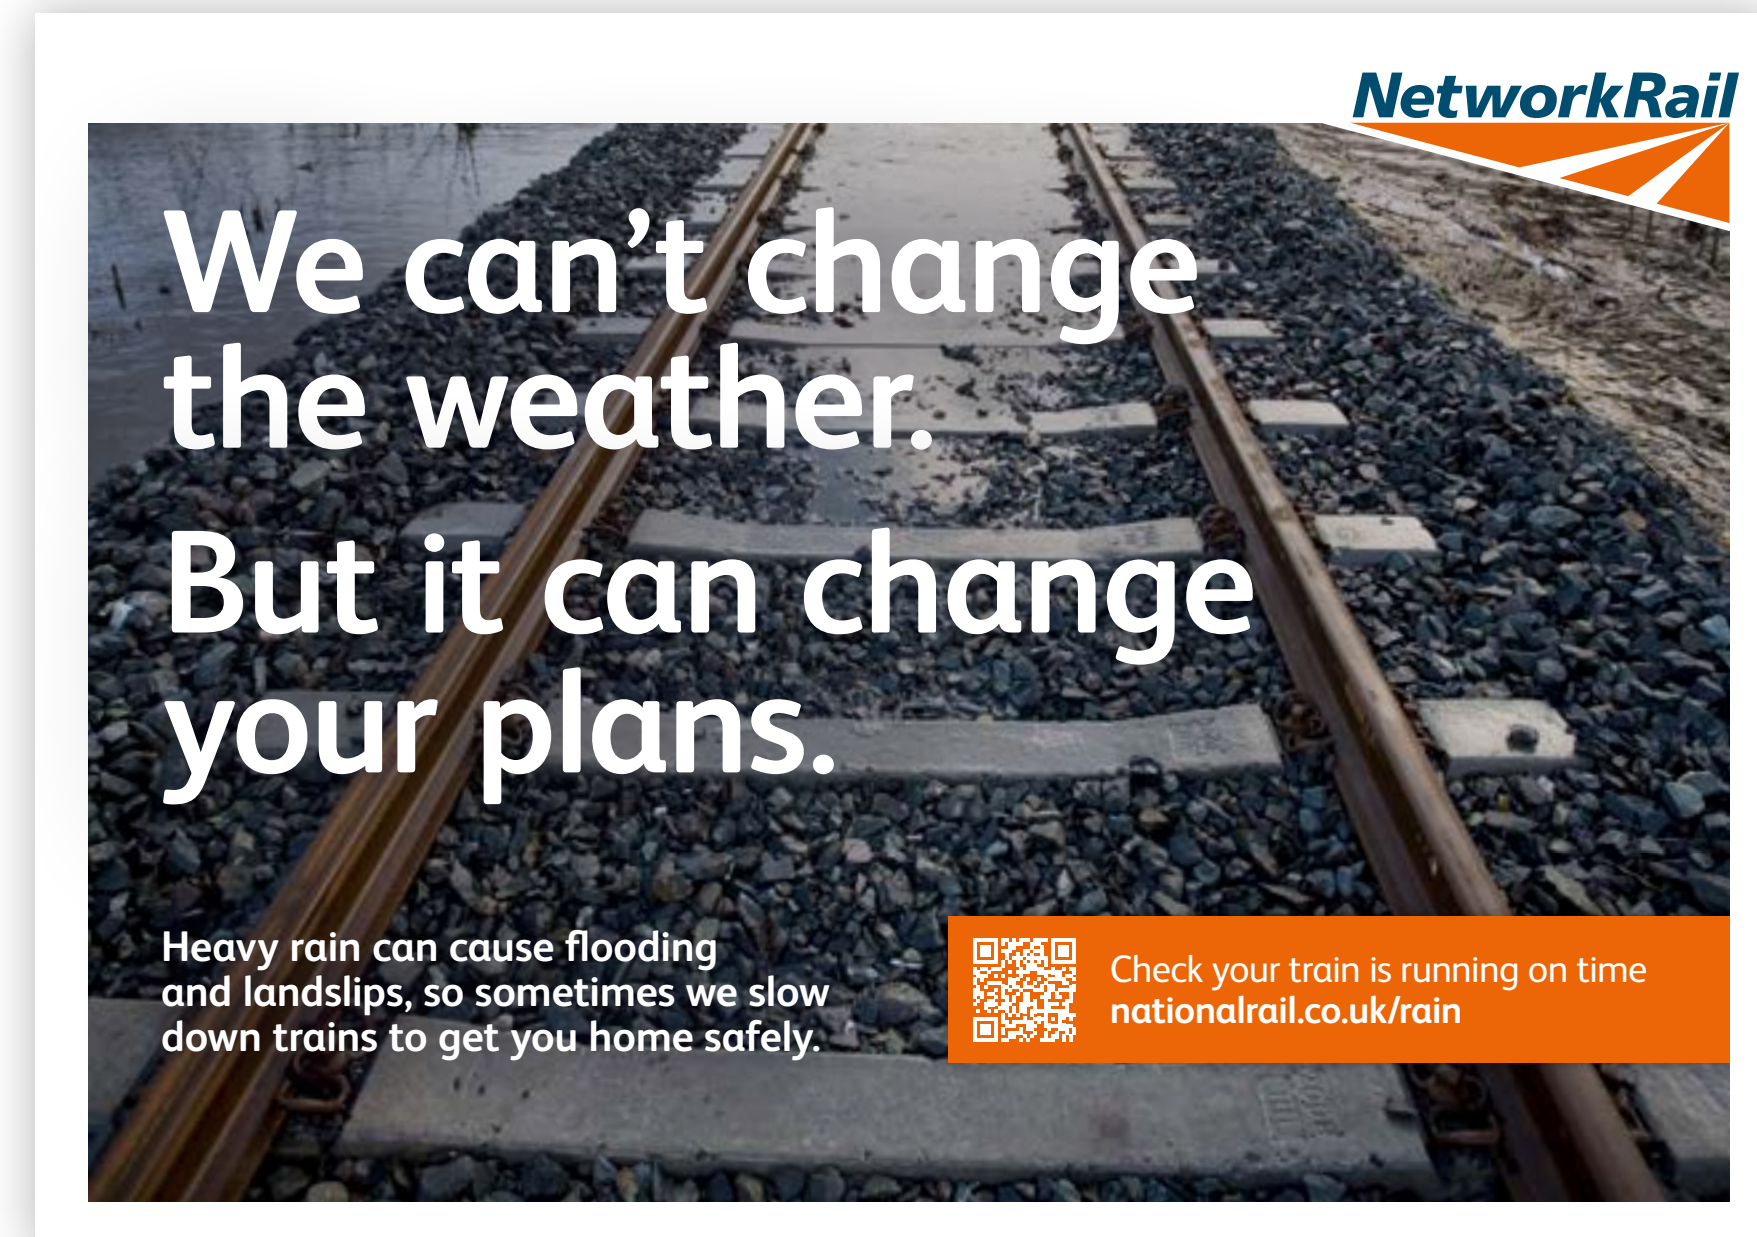 NetworkRail
We can’t change
the weather.
But it can change
your plans.
Heavy rain can cause flooding
and landslips, so sometimes we slow
down trains to get you home safely.
Check your train is running on time
nationalrail.co.uk/rain